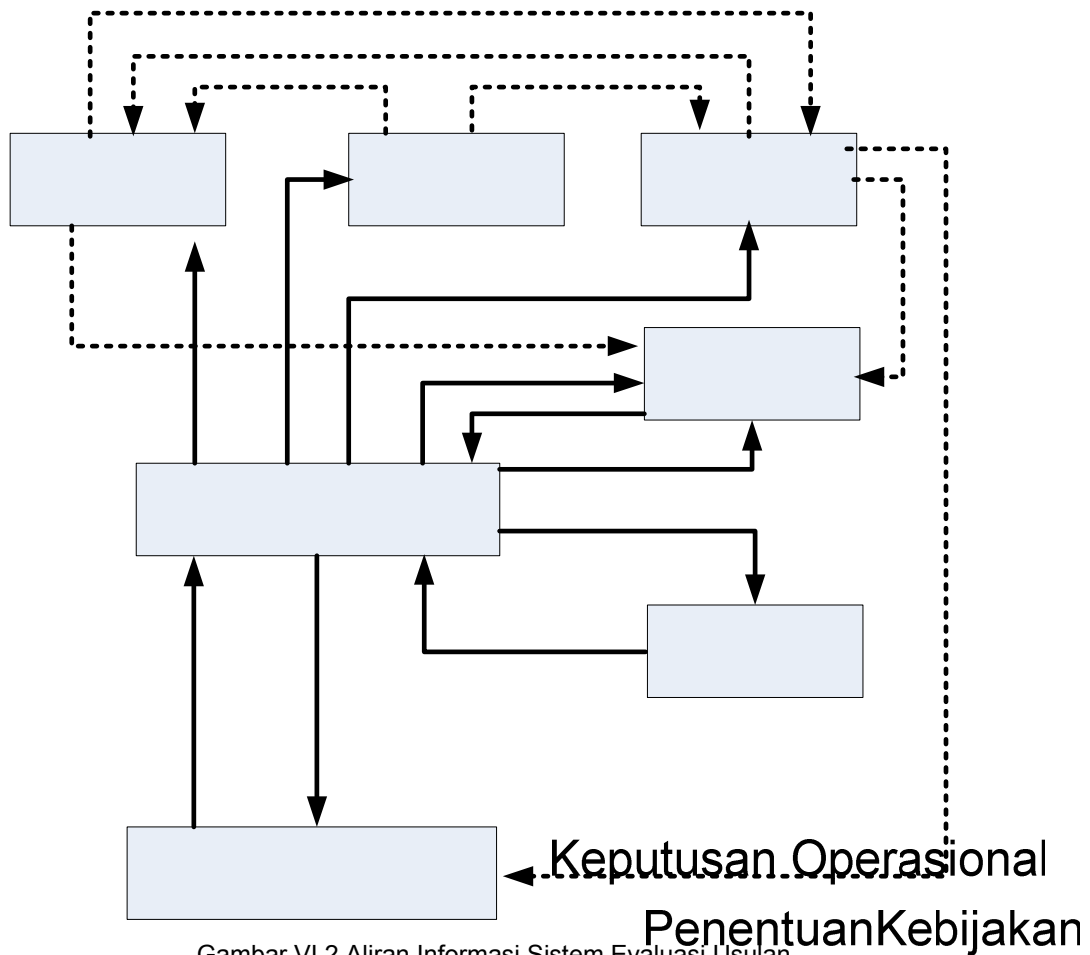 Keputusan Operasional
PenentuanKebijakan
Gambar VI.2 Aliran Informasi Sistem Evaluasi Usulan